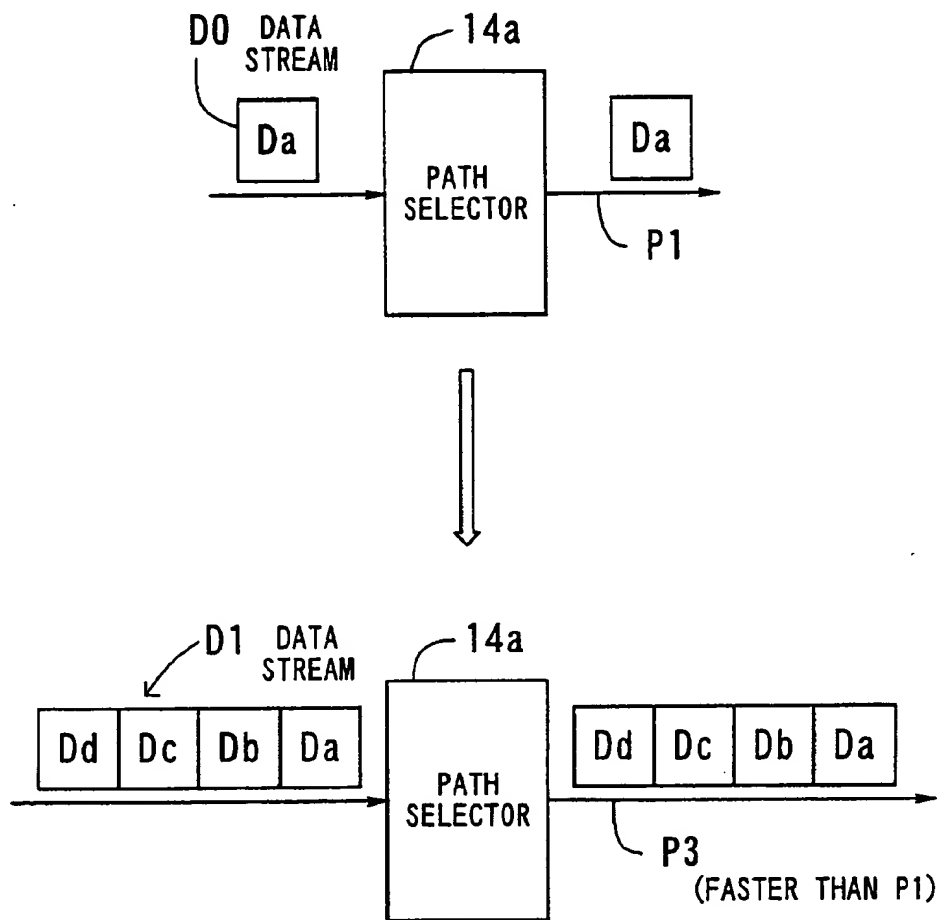 D0 DATA
STREAM
14a
Da
PATH
SELECTOR
Da
P1
D1 DATA
STREAM
14a
Dd Dc Db Da
PATH
SELECTOR
Dd Dc Db Da
P3
(FASTER THAN P1)